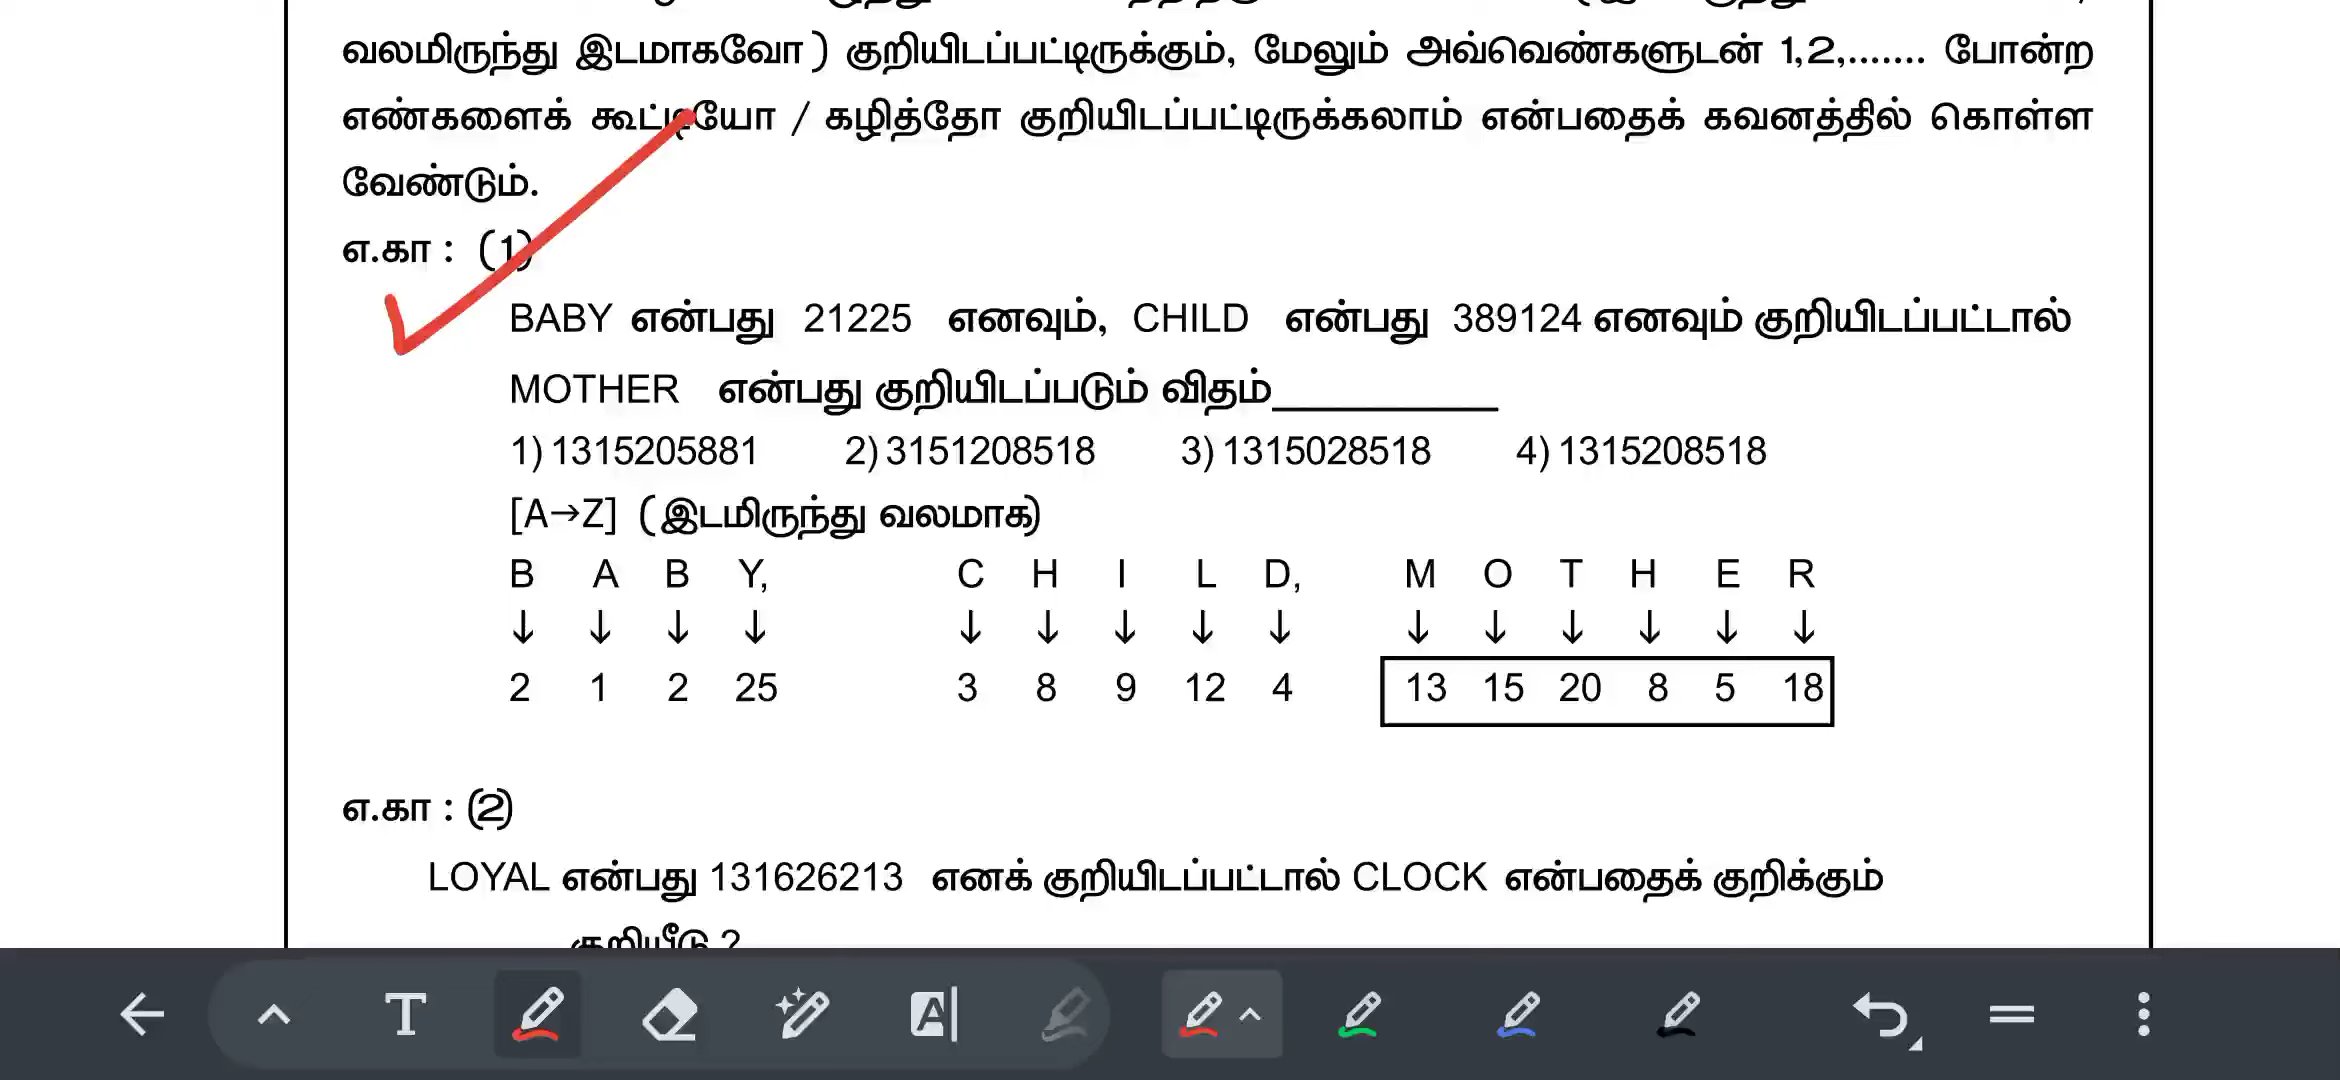 வலமிருந்து இடமாகவோ ) குறியிடப்பட்டிருக்கும், மேலும் அவ்வெண்களுடன் 1,2,....... போன்ற
எண்களைக் கூட்டியோ / கழித்தோ குறியிடப்பட்டிருக்கலாம் என்பதைக் கவனத்தில் கொள்ள
வேண்டும்.
எ.கா : (1)
BABY என்பது 21225 எனவும், CHILD என்பது 389124 எனவும் குறியிடப்பட்டால்
MOTHER என்பது குறியிடப்படும் விதம்__________
1) 1315205881 2) 3151208518 3) 1315028518 4) 1315208518
[A→Z] (இடமிருந்து வலமாக)
B A B Y, C H I L D, M O T H E R
↓ ↓ ↓ ↓ ↓ ↓ ↓ ↓ ↓ ↓ ↓ ↓ ↓ ↓ ↓
2 1 2 25 3 8 9 12 4 13 15 20 8 5 18
எ.கா : (2)
LOYAL என்பது 131626213 எனக் குறியிடப்பட்டால் CLOCK என்பதைக் குறிக்கும்
குறியீடு ?